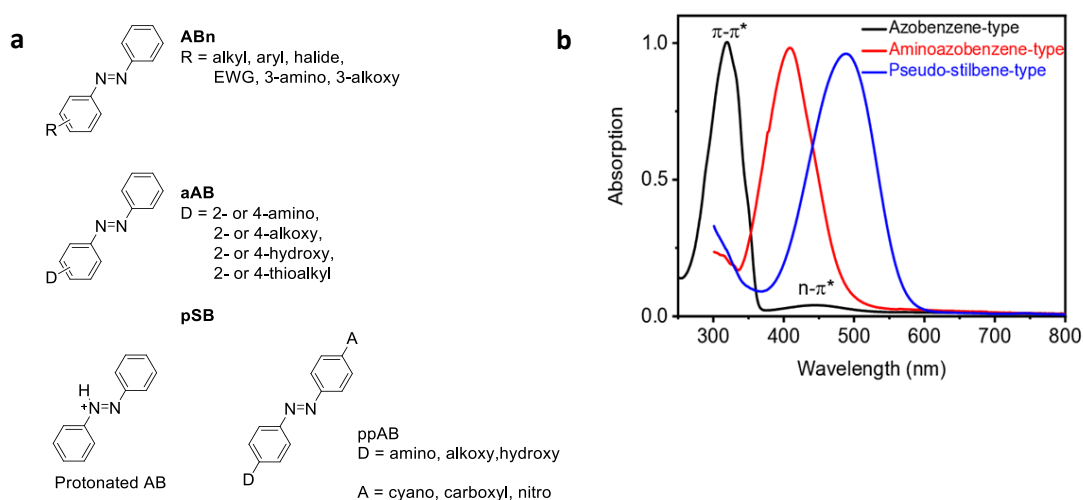 a
ABn
R = alkyl, aryl, halide,
EWG, 3-amino, 3-alkoxy
N=N
R
aAB
D = 2- or 4-amino,
2- or 4-alkoxy,
2- or 4-hydroxy,
2- or 4-thioalkyl
N=N
D
pSB
H
+N=N
Protonated AB
A
N=N
D
ppAB
D = amino, alkoxy,hydroxy
A = cyano, carboxyl, nitro
b
π-π*
Azobenzene-type
Aminoazobenzene-type
Pseudo-stilbene-type
n-π*
Absorption
1.0
0.5
0.0
300 400 500 600 700 800
Wavelength (nm)